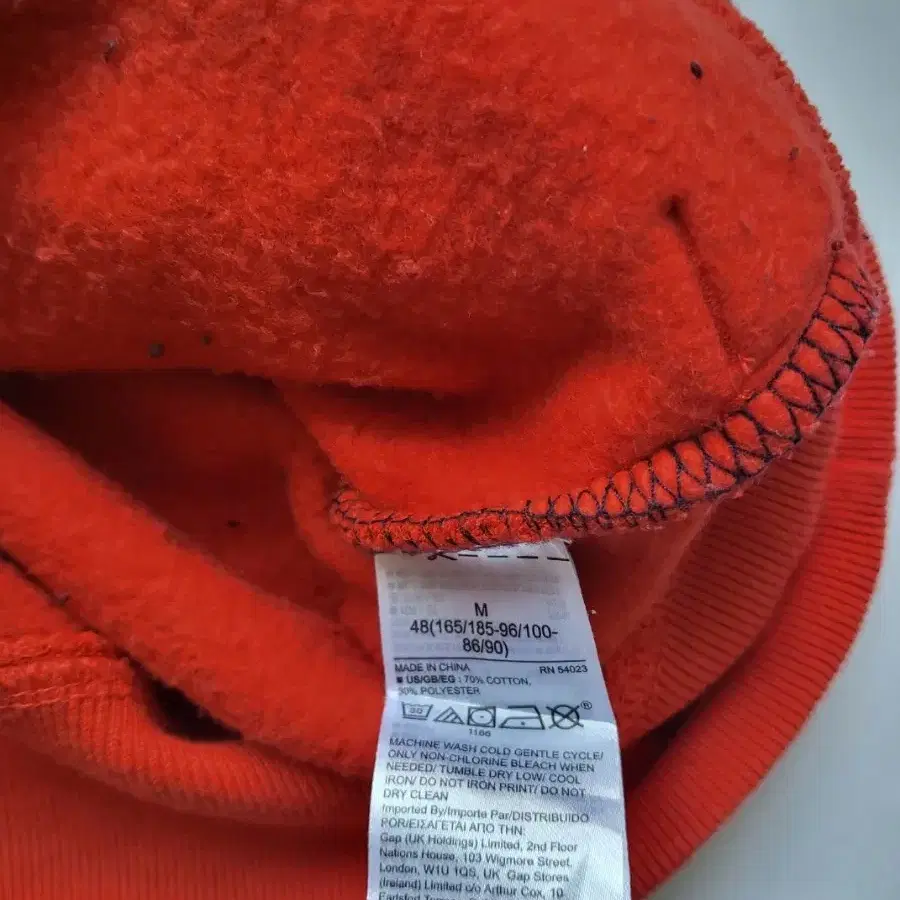 M
48(165/185-96/100-
86/90)
MADE IN CHINA RN 54023
■ US/GB/EG : 70% COTTON,
30% POLYESTER
30
®
1166
MACHINE WASH COLD GENTLE CYCLE/
ONLY NON-CHLORINE BLEACH WHEN
NEEDED/ TUMBLE DRY LOW/ COOL
IRON/ DO NOT IRON PRINT/ DO NOT
DRY CLEAN
Imported By/Importe Par/DISTRIBUIDO
POR/ΕΙΣΑΓΕΤΑΙ ΑΠΟ ΤΗΝ:
Gap (UK Holdings) Limited, 2nd Floor
Nations House, 103 Wigmore Street,
London, W1U 1QS, UK Gap Stores
(Ireland) Limited c/o Arthur Cox, 10
Earlsfort